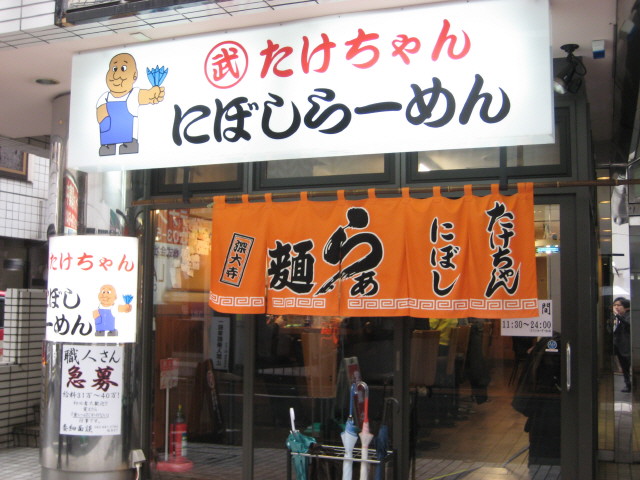 武 たけちゃん
にぼしらーめん
たけちゃん
にぼし
らぁ
麺
深大寺
たけちゃん
ぼし
らーめん
職人さん
急募
11:30~24:00